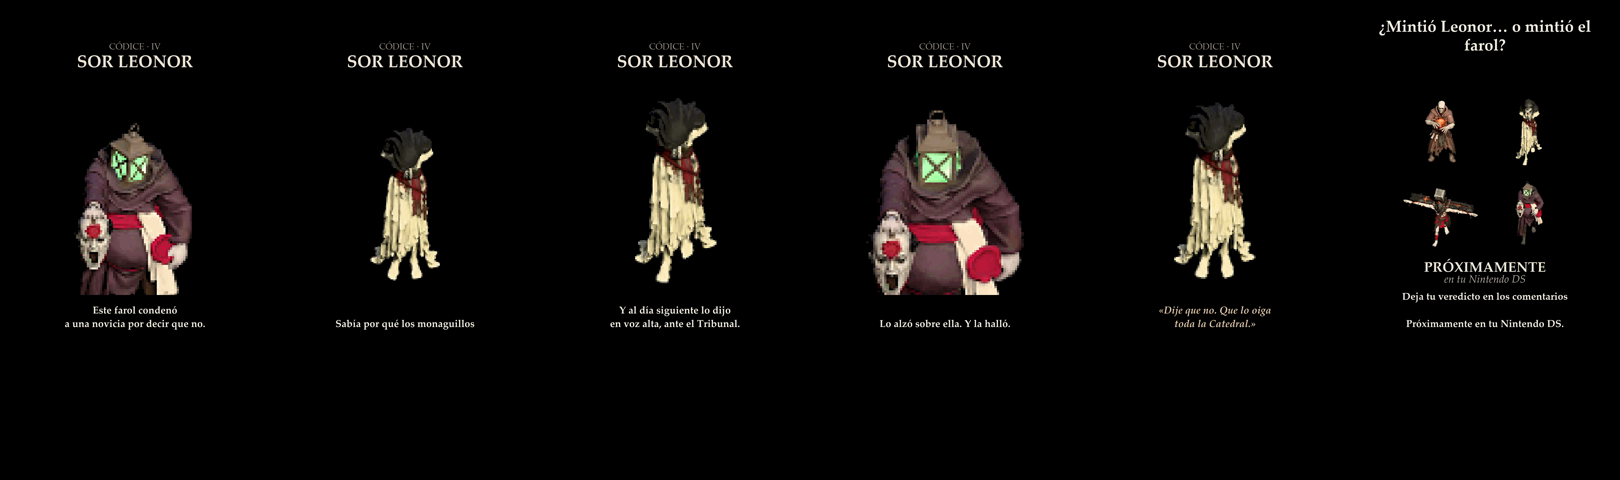 CÓDICE · IV
SOR LEONOR
Este farol condenó
a una novicia por decir que no.
CÓDICE · IV
SOR LEONOR
Sabía por qué los monaguillos
CÓDICE · IV
SOR LEONOR
Y al día siguiente lo dijo
en voz alta, ante el Tribunal.
CÓDICE · IV
SOR LEONOR
Lo alzó sobre ella. Y la halló.
CÓDICE · IV
SOR LEONOR
«Dije que no. Que lo oiga
toda la Catedral.»
¿Mintió Leonor... o mintió el
farol?
PRÓXIMAMENTE
en tu Nintendo DS
Deja tu veredicto en los comentarios
Próximamente en tu Nintendo DS.